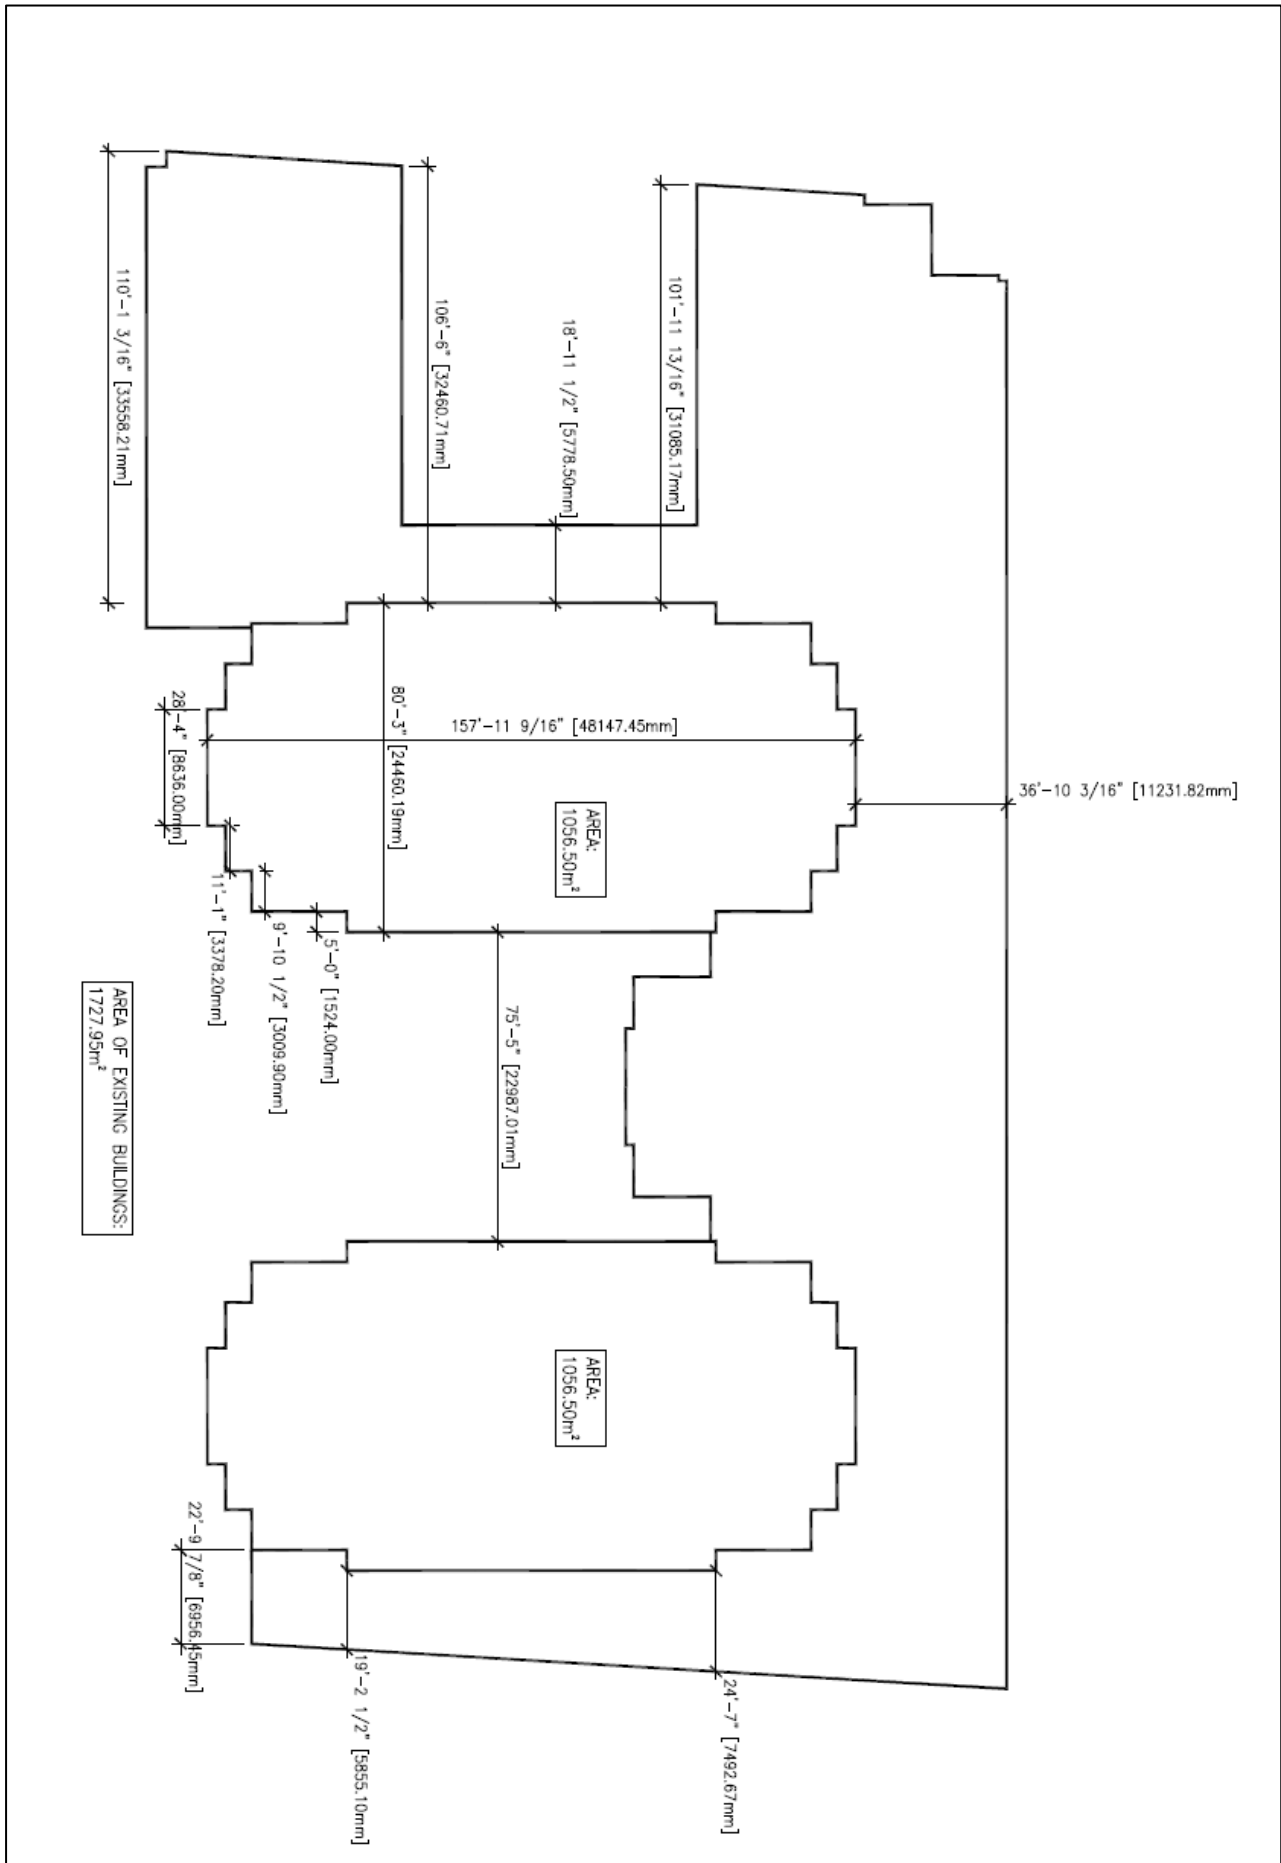 110'-1 3/16" [33558.21mm]
106'-6" [32460.71mm]
18'-11 1/2" [5778.50mm]
101'-11 13/16" [31085.17mm]
28'-4" [8636.00mm]
80'-3" [24460.19mm]
157'-11 9/16" [48147.45mm]
36'-10 3/16" [11231.82mm]
AREA:
1056.50m²
11'-1" [3378.20mm]
9'-10 1/2" [3009.90mm]
5'-0" [1524.00mm]
75'-5" [22987.01mm]
AREA OF EXISTING BUILDINGS:
1727.95m²
AREA:
1056.50m²
22'-9 7/8" [6956.45mm]
19'-2 1/2" [5855.10mm]
24'-7" [7492.67mm]